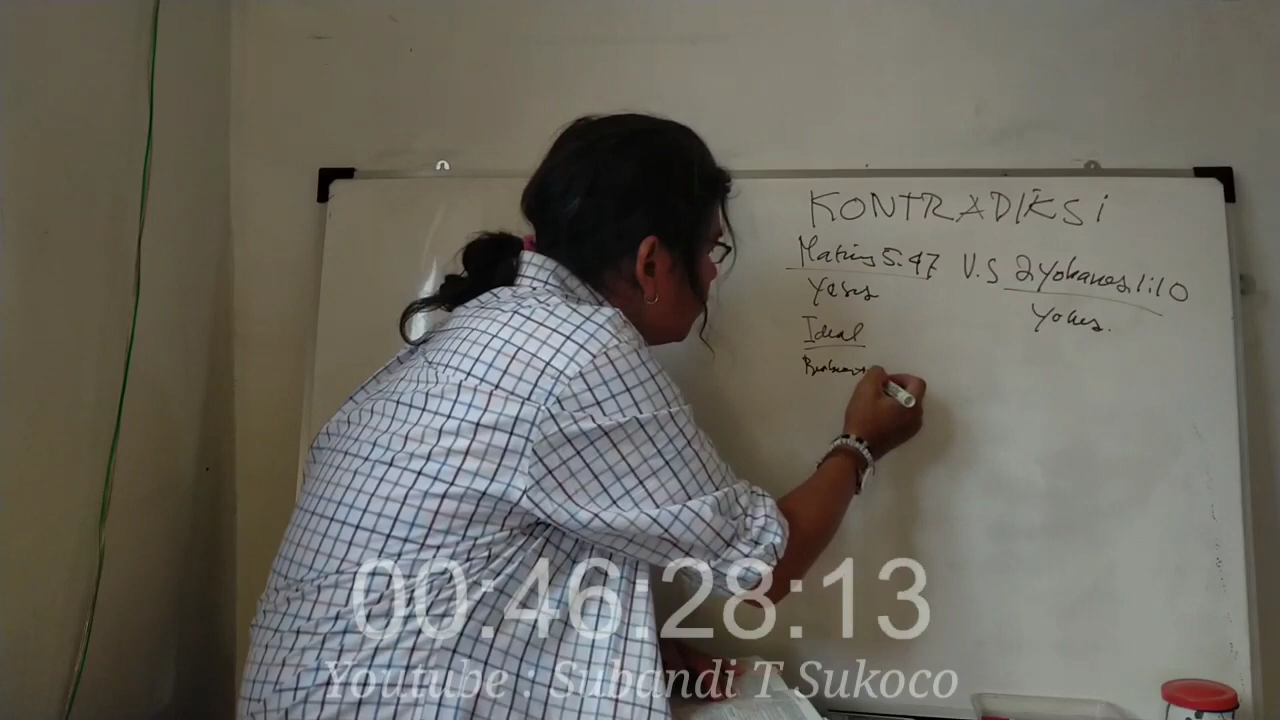 KONTRADIKSI
Matius 5.47 V.S 2 Yohanes 1:10
Yesus Yohes.
Ideal
00:46:28:13
Youtube : Subandi T Sukoco